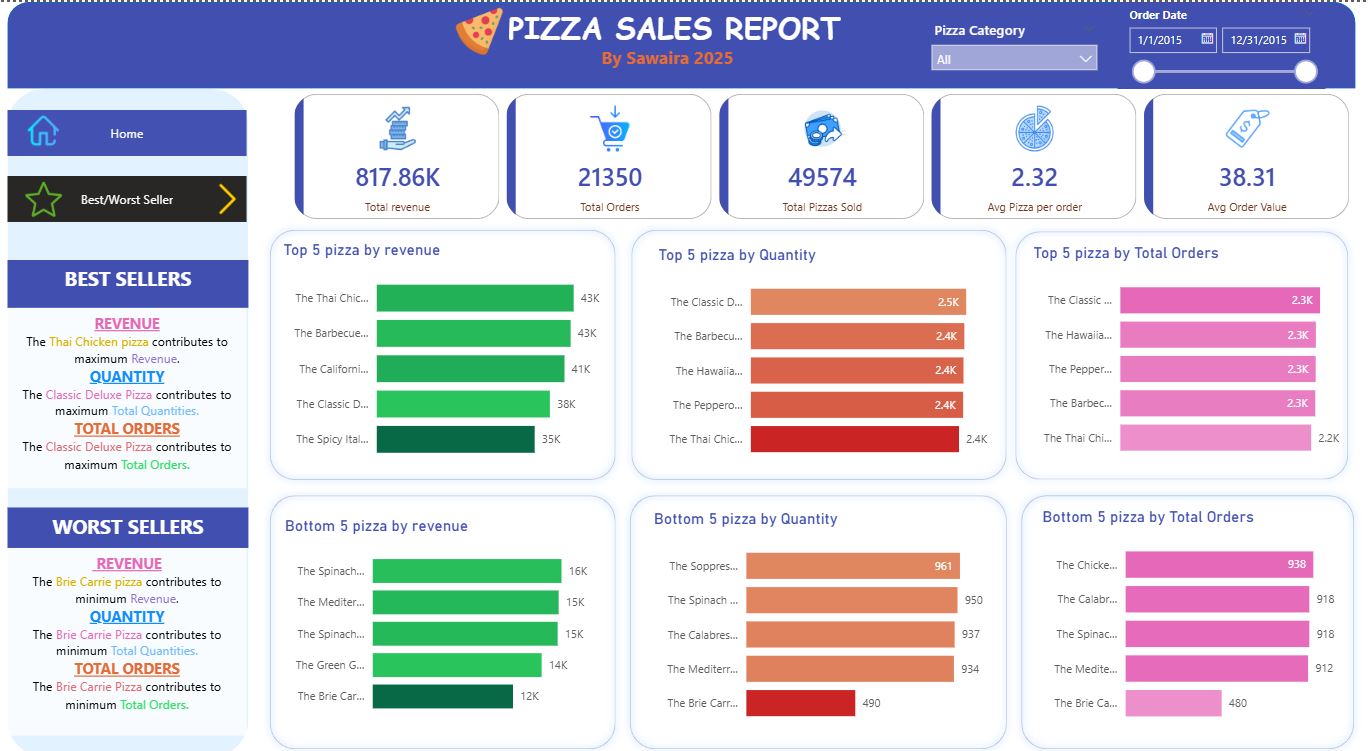 PIZZA SALES REPORT
By Sawaira 2025
Pizza Category
All
Order Date
1/1/2015
12/31/2015
Home
Best/Worst Seller
817.86K
Total revenue
21350
Total Orders
49574
Total Pizzas Sold
2.32
Avg Pizza per order
38.31
Avg Order Value
BEST SELLERS
REVENUE
The Thai Chicken pizza contributes to
maximum Revenue.
QUANTITY
The Classic Deluxe Pizza contributes to
maximum Total Quantities.
TOTAL ORDERS
The Classic Deluxe Pizza contributes to
maximum Total Orders.
WORST SELLERS
REVENUE
The Brie Carrie pizza contributes to
minimum Revenue.
QUANTITY
The Brie Carrie Pizza contributes to
minimum Total Quantities.
TOTAL ORDERS
The Brie Carrie Pizza contributes to
minimum Total Orders.
Top 5 pizza by revenue
The Thai Chic... 43K
The Barbecue... 43K
The Californi... 41K
The Classic D... 38K
The Spicy Ital... 35K
Top 5 pizza by Quantity
The Classic D... 2.5K
The Barbecu... 2.4K
The Hawaiia... 2.4K
The Peppero... 2.4K
The Thai Chic... 2.4K
Top 5 pizza by Total Orders
The Classic ... 2.3K
The Hawaiia... 2.3K
The Pepper... 2.3K
The Barbec... 2.3K
The Thai Chi... 2.2K
Bottom 5 pizza by revenue
The Spinach... 16K
The Mediter... 15K
The Spinach... 15K
The Green G... 14K
The Brie Car... 12K
Bottom 5 pizza by Quantity
The Soppres... 961
The Spinach ... 950
The Calabres... 937
The Mediterr... 934
The Brie Carr... 490
Bottom 5 pizza by Total Orders
The Chicke... 938
The Calabr... 918
The Spinac... 918
The Medite... 912
The Brie Ca... 480